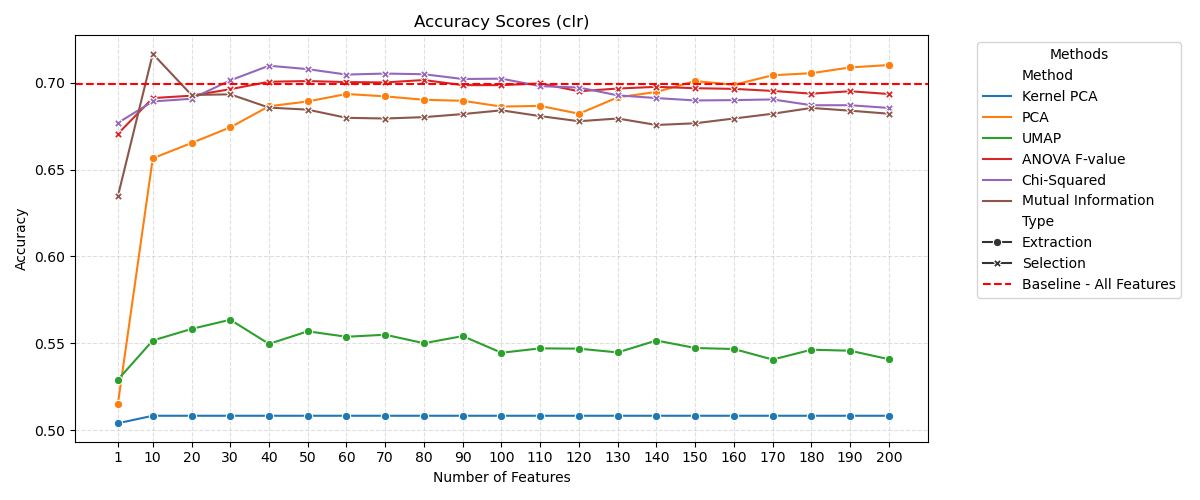 Accuracy Scores (clr)
Accuracy
0.70
0.65
0.60
0.55
0.50
1 10 20 30 40 50 60 70 80 90 100 110 120 130 140 150 160 170 180 190 200
Number of Features
Methods
Method
Kernel PCA
PCA
UMAP
ANOVA F-value
Chi-Squared
Mutual Information
Type
Extraction
Selection
Baseline - All Features